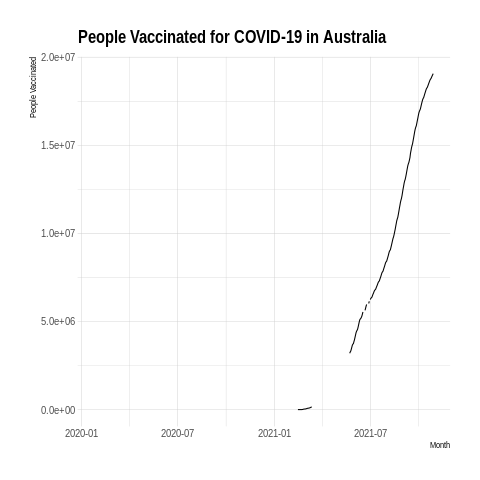 People Vaccinated for COVID-19 in Australia
People Vaccinated
2.0e+07
1.5e+07
1.0e+07
5.0e+06
0.0e+00
2020-01
2020-07
2021-01
2021-07
Month